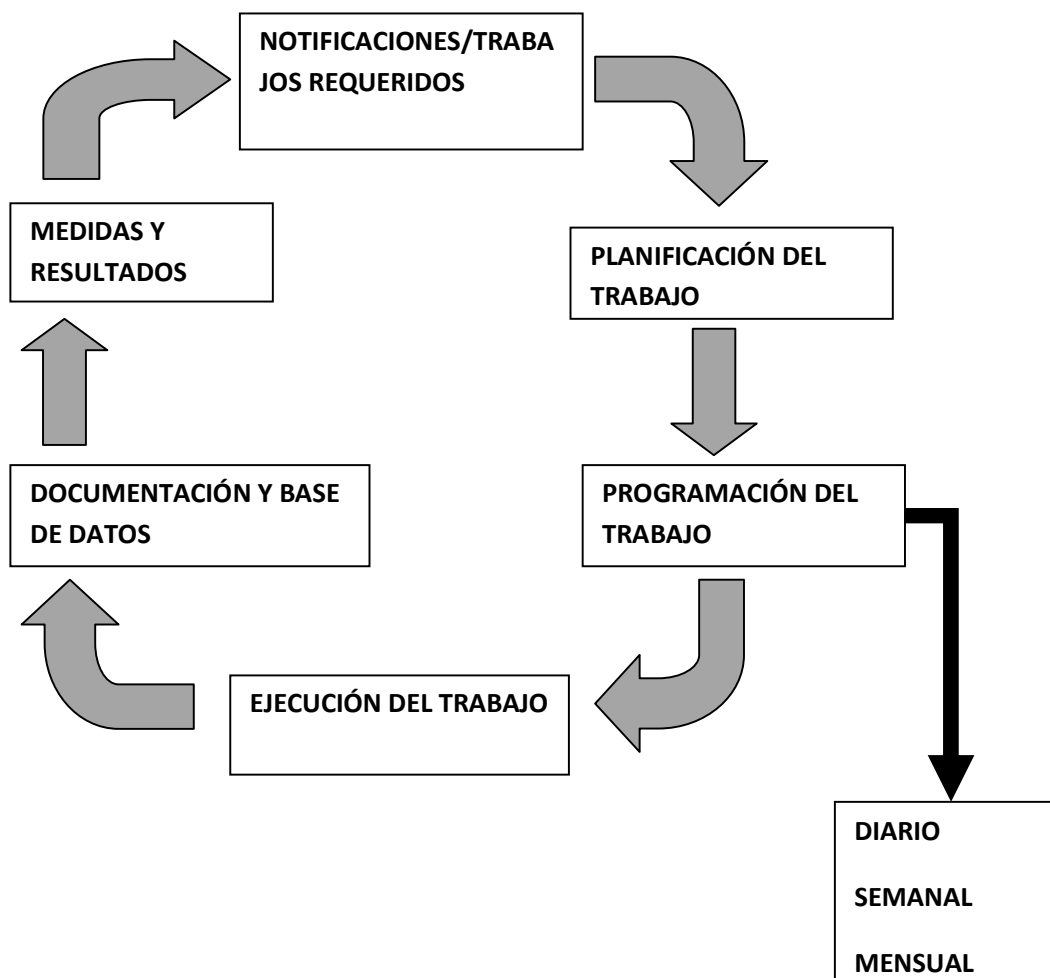 NOTIFICACIONES/TRABA
JOS REQUERIDOS
MEDIDAS Y
RESULTADOS
PLANIFICACIÓN DEL
TRABAJO
DOCUMENTACIÓN Y BASE
DE DATOS
PROGRAMACIÓN DEL
TRABAJO
EJECUCIÓN DEL TRABAJO
DIARIO
SEMANAL
MENSUAL